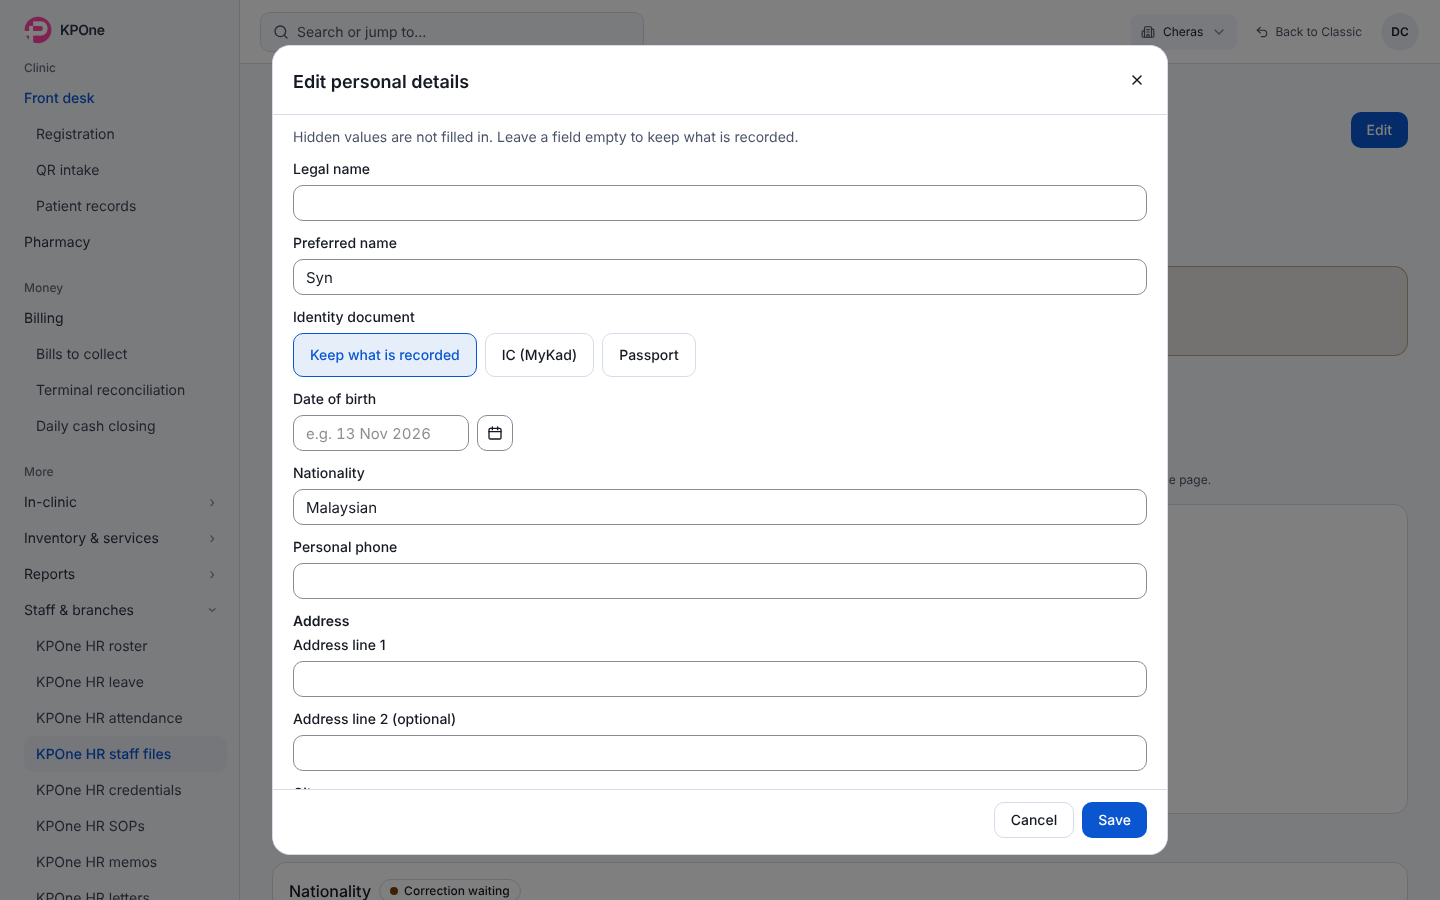 KPOne
Search or jump to...
Cheras
Back to Classic
DC
Clinic
Front desk
Registration
QR intake
Patient records
Pharmacy
Money
Billing
Bills to collect
Terminal reconciliation
Daily cash closing
More
In-clinic
Inventory & services
Reports
Staff & branches
KPOne HR roster
KPOne HR leave
KPOne HR attendance
KPOne HR staff files
KPOne HR credentials
KPOne HR SOPs
KPOne HR memos
KPOne HR letters
Edit
e page.
Edit personal details
Hidden values are not filled in. Leave a field empty to keep what is recorded.
Legal name
Preferred name
Syn
Identity document
Keep what is recorded
IC (MyKad)
Passport
Date of birth
e.g. 13 Nov 2026
Nationality
Malaysian
Personal phone
Address
Address line 1
Address line 2 (optional)
Cancel
Save
Nationality
Correction waiting